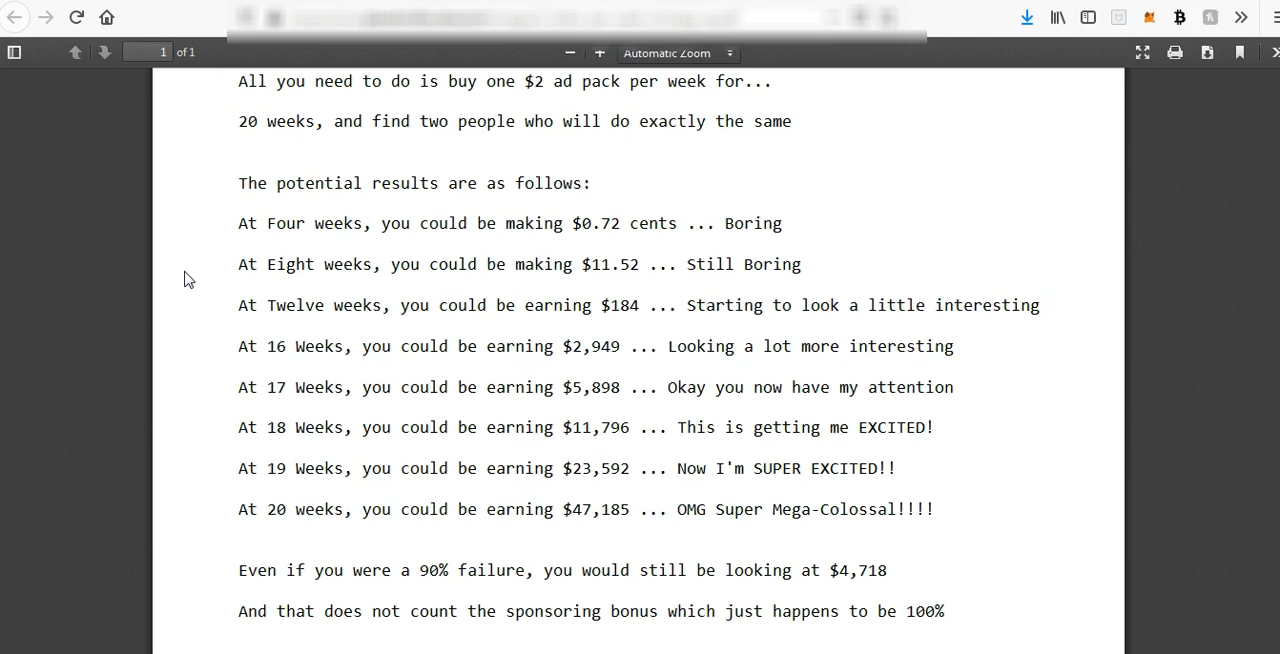 1 of 1
Automatic Zoom
All you need to do is buy one $2 ad pack per week for...
20 weeks, and find two people who will do exactly the same
The potential results are as follows:
At Four weeks, you could be making $0.72 cents ... Boring
At Eight weeks, you could be making $11.52 ... Still Boring
At Twelve weeks, you could be earning $184 ... Starting to look a little interesting
At 16 Weeks, you could be earning $2,949 ... Looking a lot more interesting
At 17 Weeks, you could be earning $5,898 ... Okay you now have my attention
At 18 Weeks, you could be earning $11,796 ... This is getting me EXCITED!
At 19 Weeks, you could be earning $23,592 ... Now I'm SUPER EXCITED!!
At 20 weeks, you could be earning $47,185 ... OMG Super Mega-Colossal!!!!
Even if you were a 90% failure, you would still be looking at $4,718
And that does not count the sponsoring bonus which just happens to be 100%